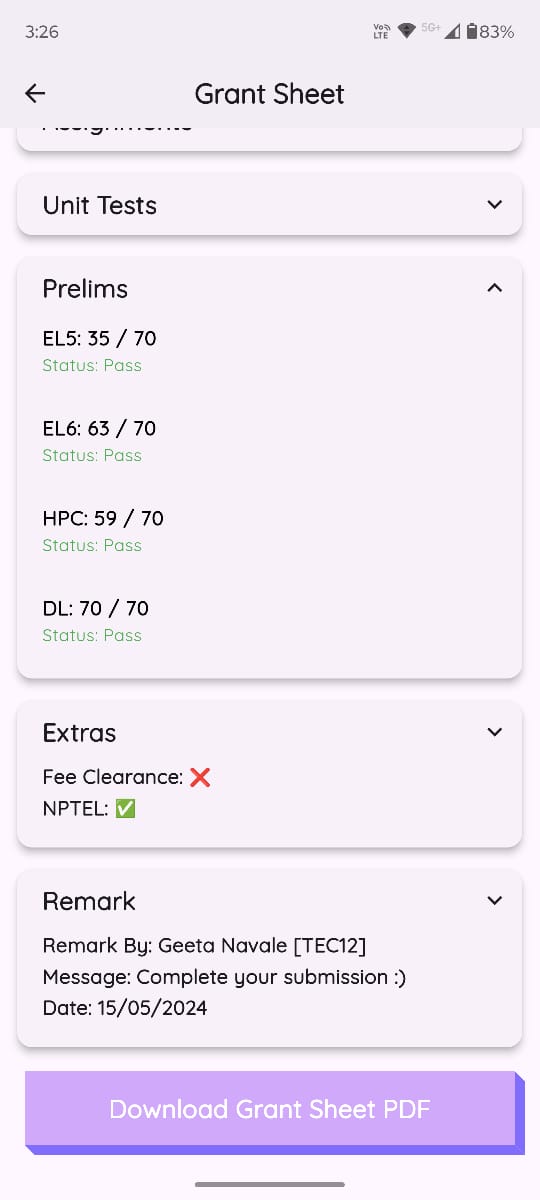 3:26
Vo)) 5G+ 83%
LTE
Grant Sheet
Assignments
Unit Tests
Prelims
EL5: 35 / 70
Status: Pass
EL6: 63 / 70
Status: Pass
HPC: 59 / 70
Status: Pass
DL: 70 / 70
Status: Pass
Extras
Fee Clearance: ❌
NPTEL: ✅
Remark
Remark By: Geeta Navale [TEC12]
Message: Complete your submission :)
Date: 15/05/2024
Download Grant Sheet PDF